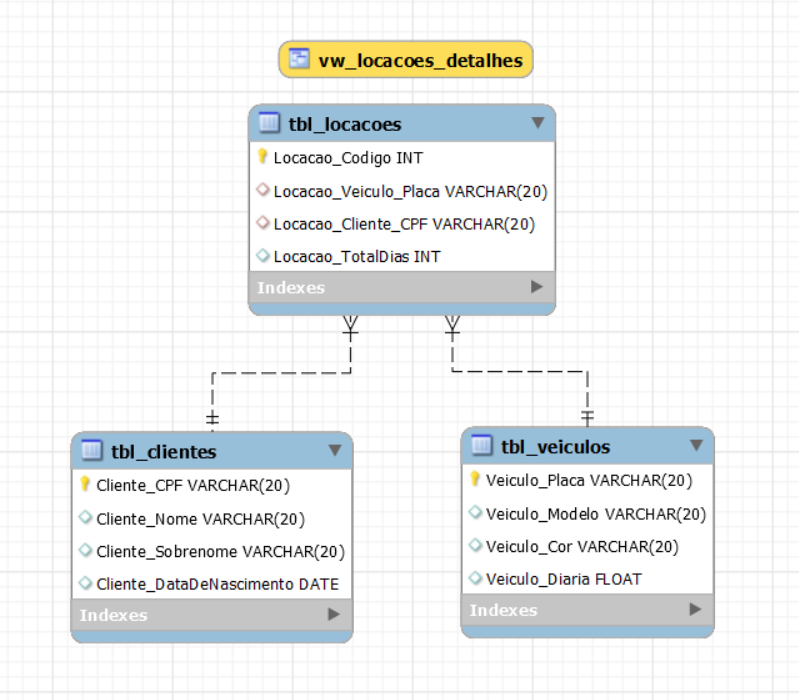 vw_locacoes_detalhes
tbl_locacoes
Locacao_Codigo INT
Locacao_Veiculo_Placa VARCHAR(20)
Locacao_Cliente_CPF VARCHAR(20)
Locacao_TotalDias INT
Indexes
tbl_clientes
Cliente_CPF VARCHAR(20)
Cliente_Nome VARCHAR(20)
Cliente_Sobrenome VARCHAR(20)
Cliente_DataDeNascimento DATE
Indexes
tbl_veiculos
Veiculo_Placa VARCHAR(20)
Veiculo_Modelo VARCHAR(20)
Veiculo_Cor VARCHAR(20)
Veiculo_Diaria FLOAT
Indexes